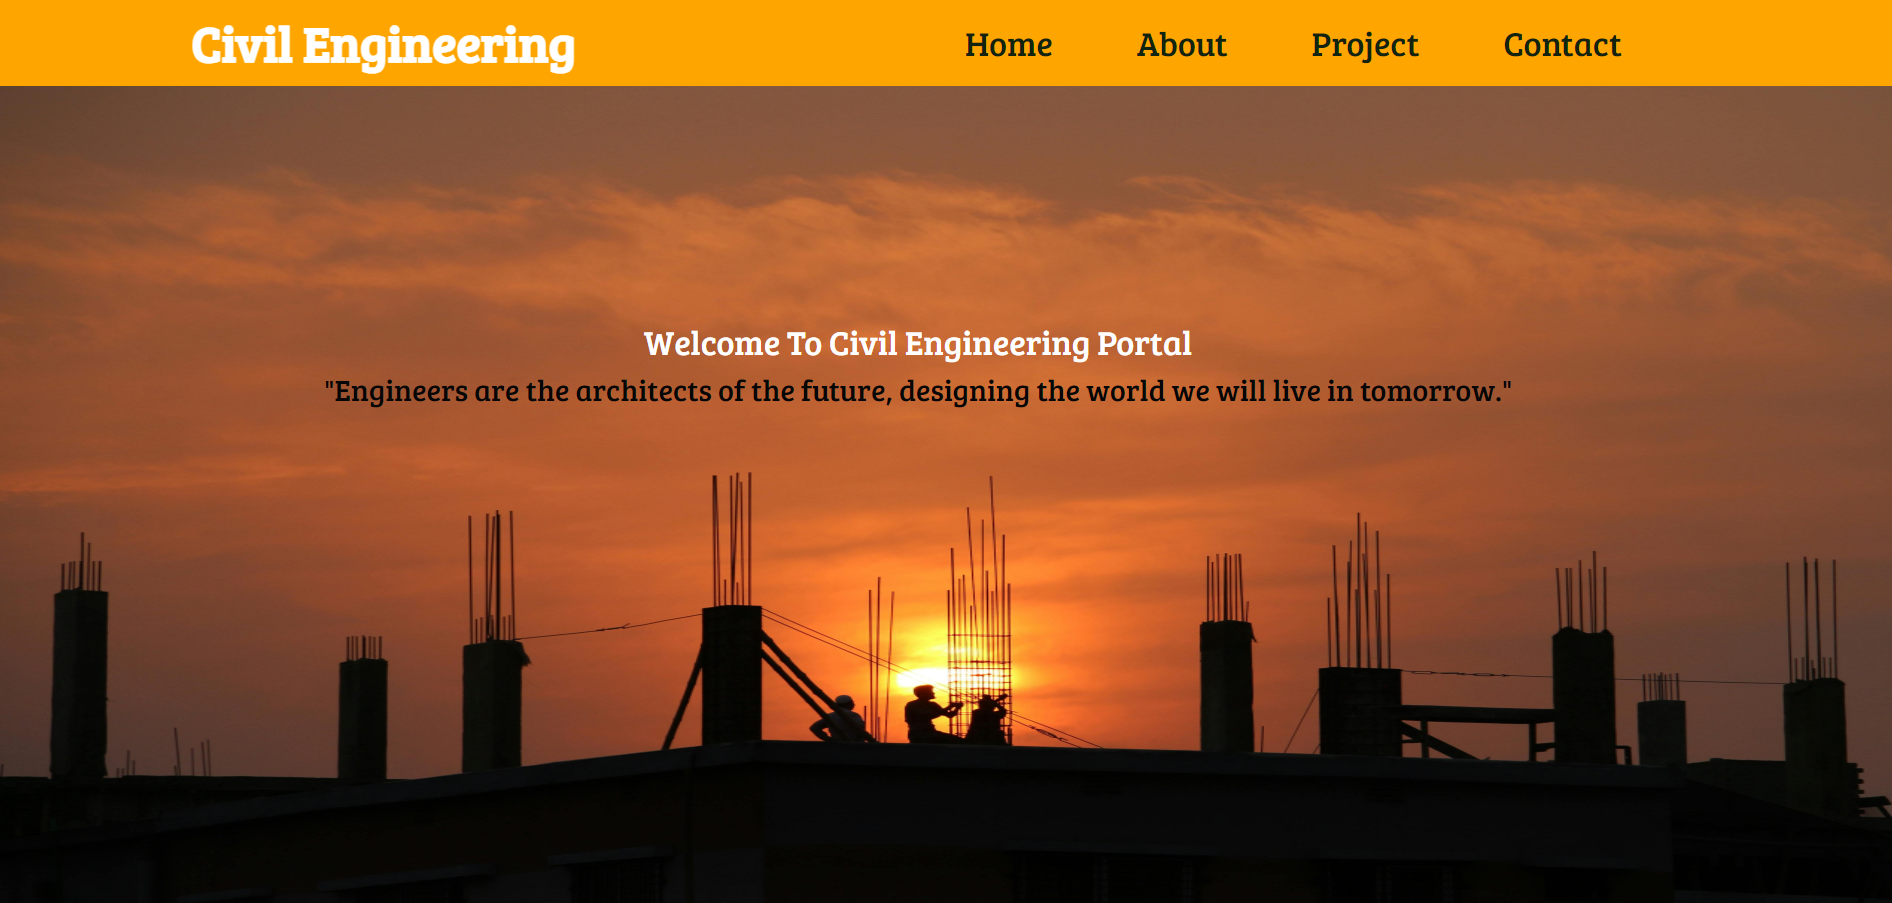 Civil Engineering
Home About Project Contact
Welcome To Civil Engineering Portal
"Engineers are the architects of the future, designing the world we will live in tomorrow."